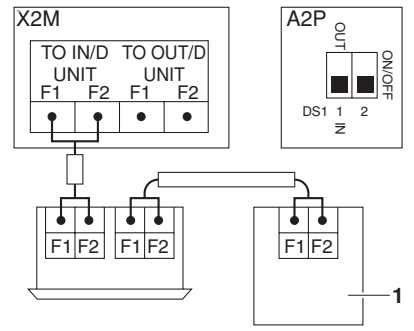 X2M
TO IN/D UNIT
TO OUT/D UNIT
F1 F2 F1 F2
A2P
OUT
ON/OFF
DS1 1 2
IN
F1 F2 F1 F2 F1 F2
1